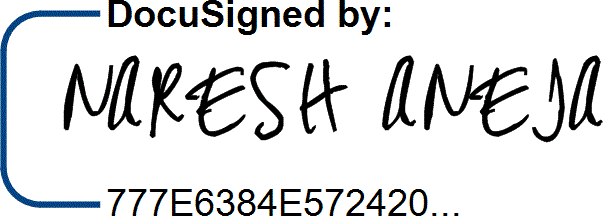 DocuSigned by:
NARESH ANEJA
777E6384E572420...